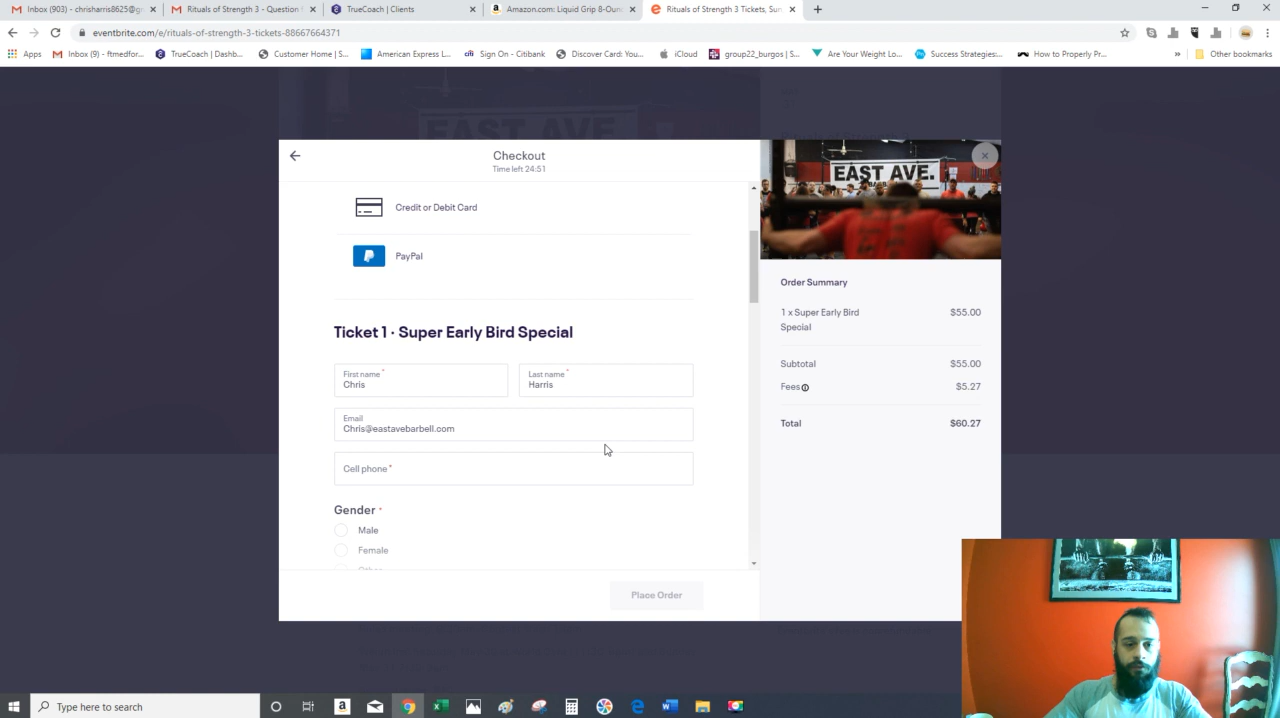 Inbox (903) - chrisharris8625@gr
Rituals of Strength 3 - Question
TrueCoach | Clients
Amazon.com: Liquid Grip 8-Ounc
Rituals of Strength 3 Tickets, Sun
eventbrite.com/e/rituals-of-strength-3-tickets-88667664371
Apps
Inbox (9) - ftmedfor...
TrueCoach | Dashb...
Customer Home | S...
American Express L...
Sign On - Citibank
Discover Card: You...
iCloud
group22_burgos | S...
Are Your Weight Lo...
Success Strategies:...
How to Properly Pr...
Other bookmarks
EAST AVE.
Checkout
Time left 24:51
Credit or Debit Card
PayPal
Ticket 1 · Super Early Bird Special
First name *
Chris
Last name *
Harris
Email
Chris@eastavebarbell.com
Cell phone *
Gender *
Male
Female
Other
Place Order
EAST AVE.
Order Summary
1 x Super Early Bird
Special
$55.00
Subtotal
$55.00
Fees
$5.27
Total
$60.27
Type here to search